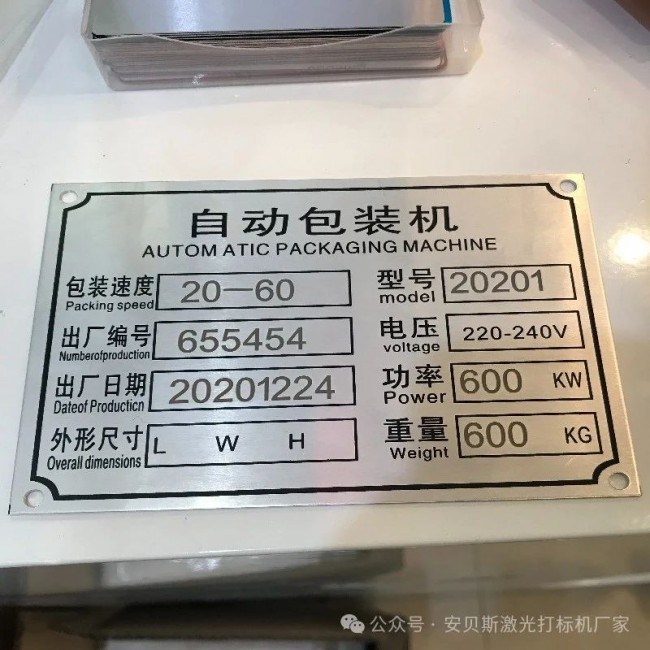 自动包装机
AUTOM ATIC PACKAGING MACHINE
包装速度 20—60 型号 20201
Packing speed model
出厂编号 655454 电压 220-240V
Numberofproduction voltage
出厂日期 20201224 功率 600 KW
Dateof Production Power
外形尺寸 L W H 重量 600 KG
Overall dimensions Weight
公众号 · 安贝斯激光打标机厂家